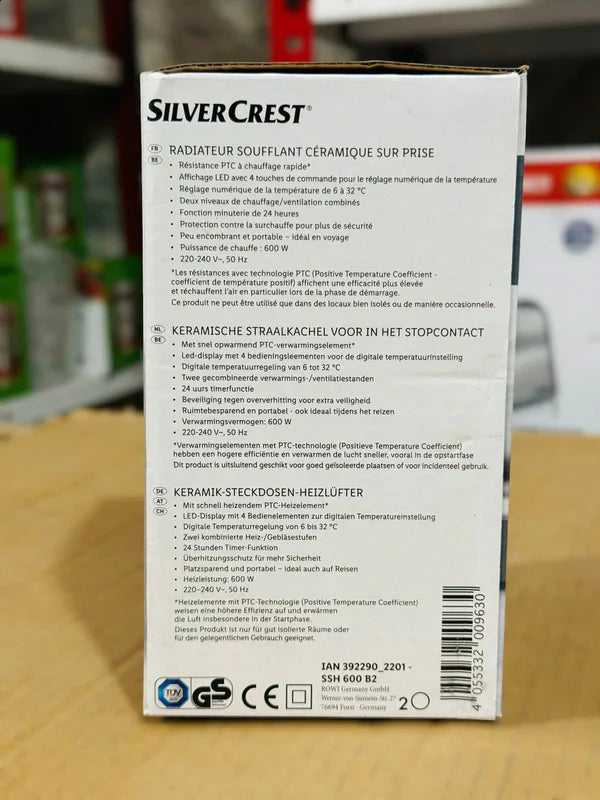 SILVERCREST®
FR
BE
RADIATEUR SOUFFLANT CÉRAMIQUE SUR PRISE
• Résistance PTC à chauffage rapide*
• Affichage LED avec 4 touches de commande pour le réglage numérique de la température
• Réglage numérique de la température de 6 à 32 °C
• Deux niveaux de chauffage/ventilation combinés
• Fonction minuterie de 24 heures
• Protection contre la surchauffe pour plus de sécurité
• Peu encombrant et portable – idéal en voyage
• Puissance de chauffe : 600 W
• 220-240 V~, 50 Hz
*Les résistances avec technologie PTC (Positive Temperature Coefficient -
coefficient de température positif) affichent une efficacité plus élevée
et réchauffent l'air en particulier lors de la phase de démarrage.
Ce produit ne peut être utilisé que dans des locaux bien isolés ou de manière occasionnelle.
NL
BE
KERAMISCHE STRAALKACHEL VOOR IN HET STOPCONTACT
• Met snel opwarmend PTC-verwarmingselement*
• Led-display met 4 bedieningsleementen voor de digitale temperatuurinstelling
• Digitale temperatuurregeling van 6 tot 32 °C
• Twee gecombineerde verwarmings-/ventilatiestanden
• 24 uurs timerfunctie
• Beveiliging tegen oververhitting voor extra veiligheid
• Ruimtebesparend en portabel - ook ideaal tijdens het reizen
• Verwarmingsvermogen: 600 W
• 220-240 V~, 50 Hz
*Verwarmingselementen met PTC-technologie (Positieve Temperature Coefficient)
hebben een hogere efficiëntie en verwarmen de lucht sneller, vooral in de opstartfase
Dit product is uitsluitend geschikt voor goed geïsoleerde plaatsen of voor incidenteel gebruik.
DE
AT
CH
KERAMIK-STECKDOSEN-HEIZLÜFTER
• Mit schnell heizendem PTC-Heizelement*
• LED-Display mit 4 Bedienelementen zur digitalen Temperatureinstellung
• Digitale Temperaturregelung von 6 bis 32 °C
• Zwei kombinierte Heiz-/Gebläsestufen
• 24 Stunden Timer-Funktion
• Überhitzungsschutz für mehr Sicherheit
• Platzsparend und portabel – ideal auch auf Reisen
• Heizleistung: 600 W
• 220–240 V~, 50 Hz
*Heizelemente mit PTC-Technologie (Positive Temperature Coefficient)
weisen eine höhere Effizienz auf und erwärmen
die Luft insbesondere in der Startphase.
Dieses Produkt ist nur für gut isolierte Räume oder
für den gelegentlichen Gebrauch geeignet.
IAN 392290_2201 -
SSH 600 B2
ROWI Germany GmbH
Werner-von-Siemens-Str. 27
76694 Forst - Germany
2
TÜV
GS
CE
4 055332 009630